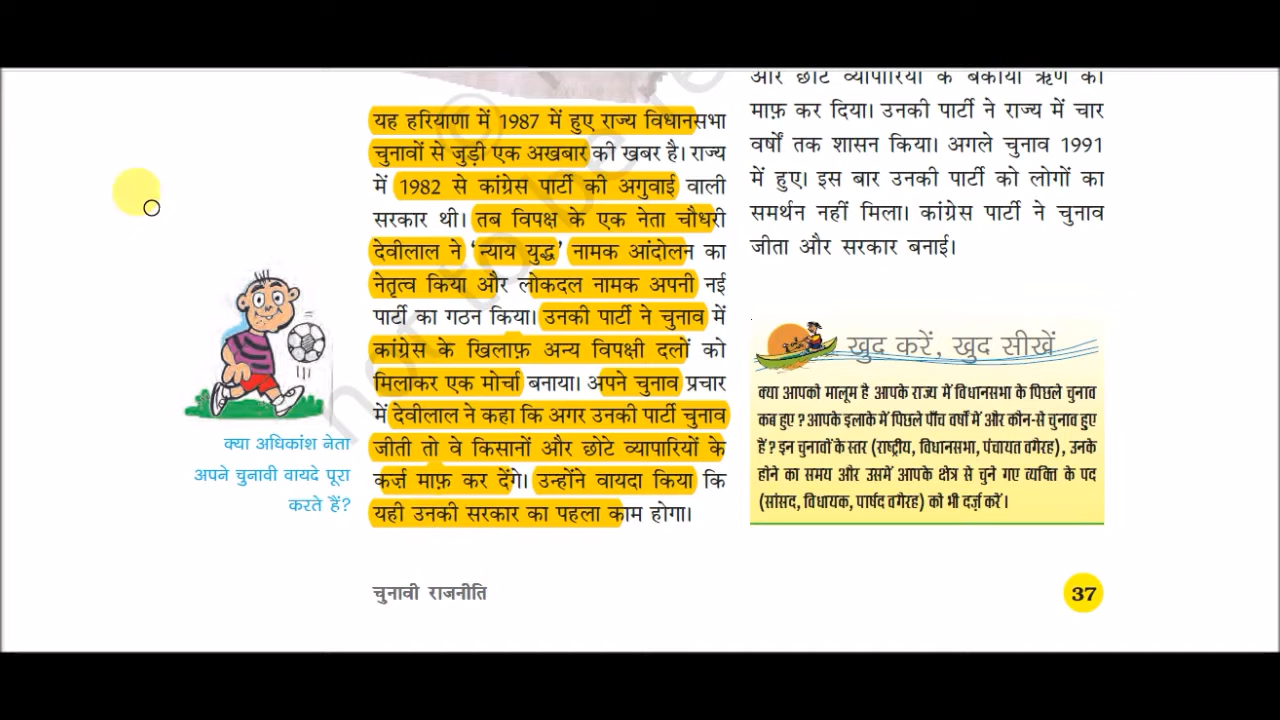 यह हरियाणा में 1987 में हुए राज्य विधानसभा
चुनावों से जुड़ी एक अखबार की खबर है। राज्य
में 1982 से कांग्रेस पार्टी की अगुवाई वाली
सरकार थी। तब विपक्ष के एक नेता चौधरी
देवीलाल ने 'न्याय युद्ध' नामक आंदोलन का
नेतृत्व किया और लोकदल नामक अपनी नई
पार्टी का गठन किया। उनकी पार्टी ने चुनाव में
कांग्रेस के खिलाफ़ अन्य विपक्षी दलों को
मिलाकर एक मोर्चा बनाया। अपने चुनाव प्रचार
में देवीलाल ने कहा कि अगर उनकी पार्टी चुनाव
जीती तो वे किसानों और छोटे व्यापारियों के
कर्ज़ माफ़ कर देंगे। उन्होंने वायदा किया कि
यही उनकी सरकार का पहला काम होगा।
और छोटे व्यापारियों के बकाया ऋण को
माफ़ कर दिया। उनकी पार्टी ने राज्य में चार
वर्षों तक शासन किया। अगले चुनाव 1991
में हुए। इस बार उनकी पार्टी को लोगों का
समर्थन नहीं मिला। कांग्रेस पार्टी ने चुनाव
जीता और सरकार बनाई।
क्या अधिकांश नेता
अपने चुनावी वायदे पूरा
करते हैं?
खुद करें, खुद सीखें
क्या आपको मालूम है आपके राज्य में विधानसभा के पिछले चुनाव
कब हुए? आपके इलाके में पिछले पाँच वर्षों में और कौन-से चुनाव हुए
हैं? इन चुनावों के स्तर (राष्ट्रीय, विधानसभा, पंचायत वगैरह), उनके
होने का समय और उसमें आपके क्षेत्र से चुने गए व्यक्ति के पद
(सांसद, विधायक, पार्षद वगैरह) को भी दर्ज़ करें।
चुनावी राजनीति
37